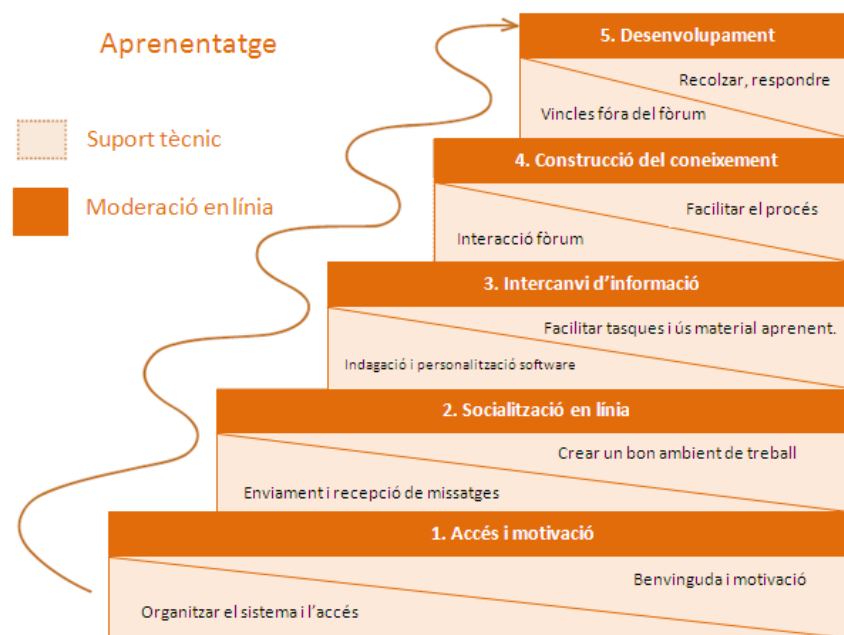 Aprenentatge
Suport tècnic
Moderació en línia
5. Desenvolupament
Recolzar, respondre
Vincles fóra del fòrum
4. Construcció del coneixement
Facilitar el procés
Interacció fòrum
3. Intercanvi d'informació
Facilitar tasques i ús material aprenent.
Indagació i personalització software
2. Socialització en línia
Crear un bon ambient de treball
Enviament i recepció de missatges
1. Accés i motivació
Benvinguda i motivació
Organitzar el sistema i l'accés